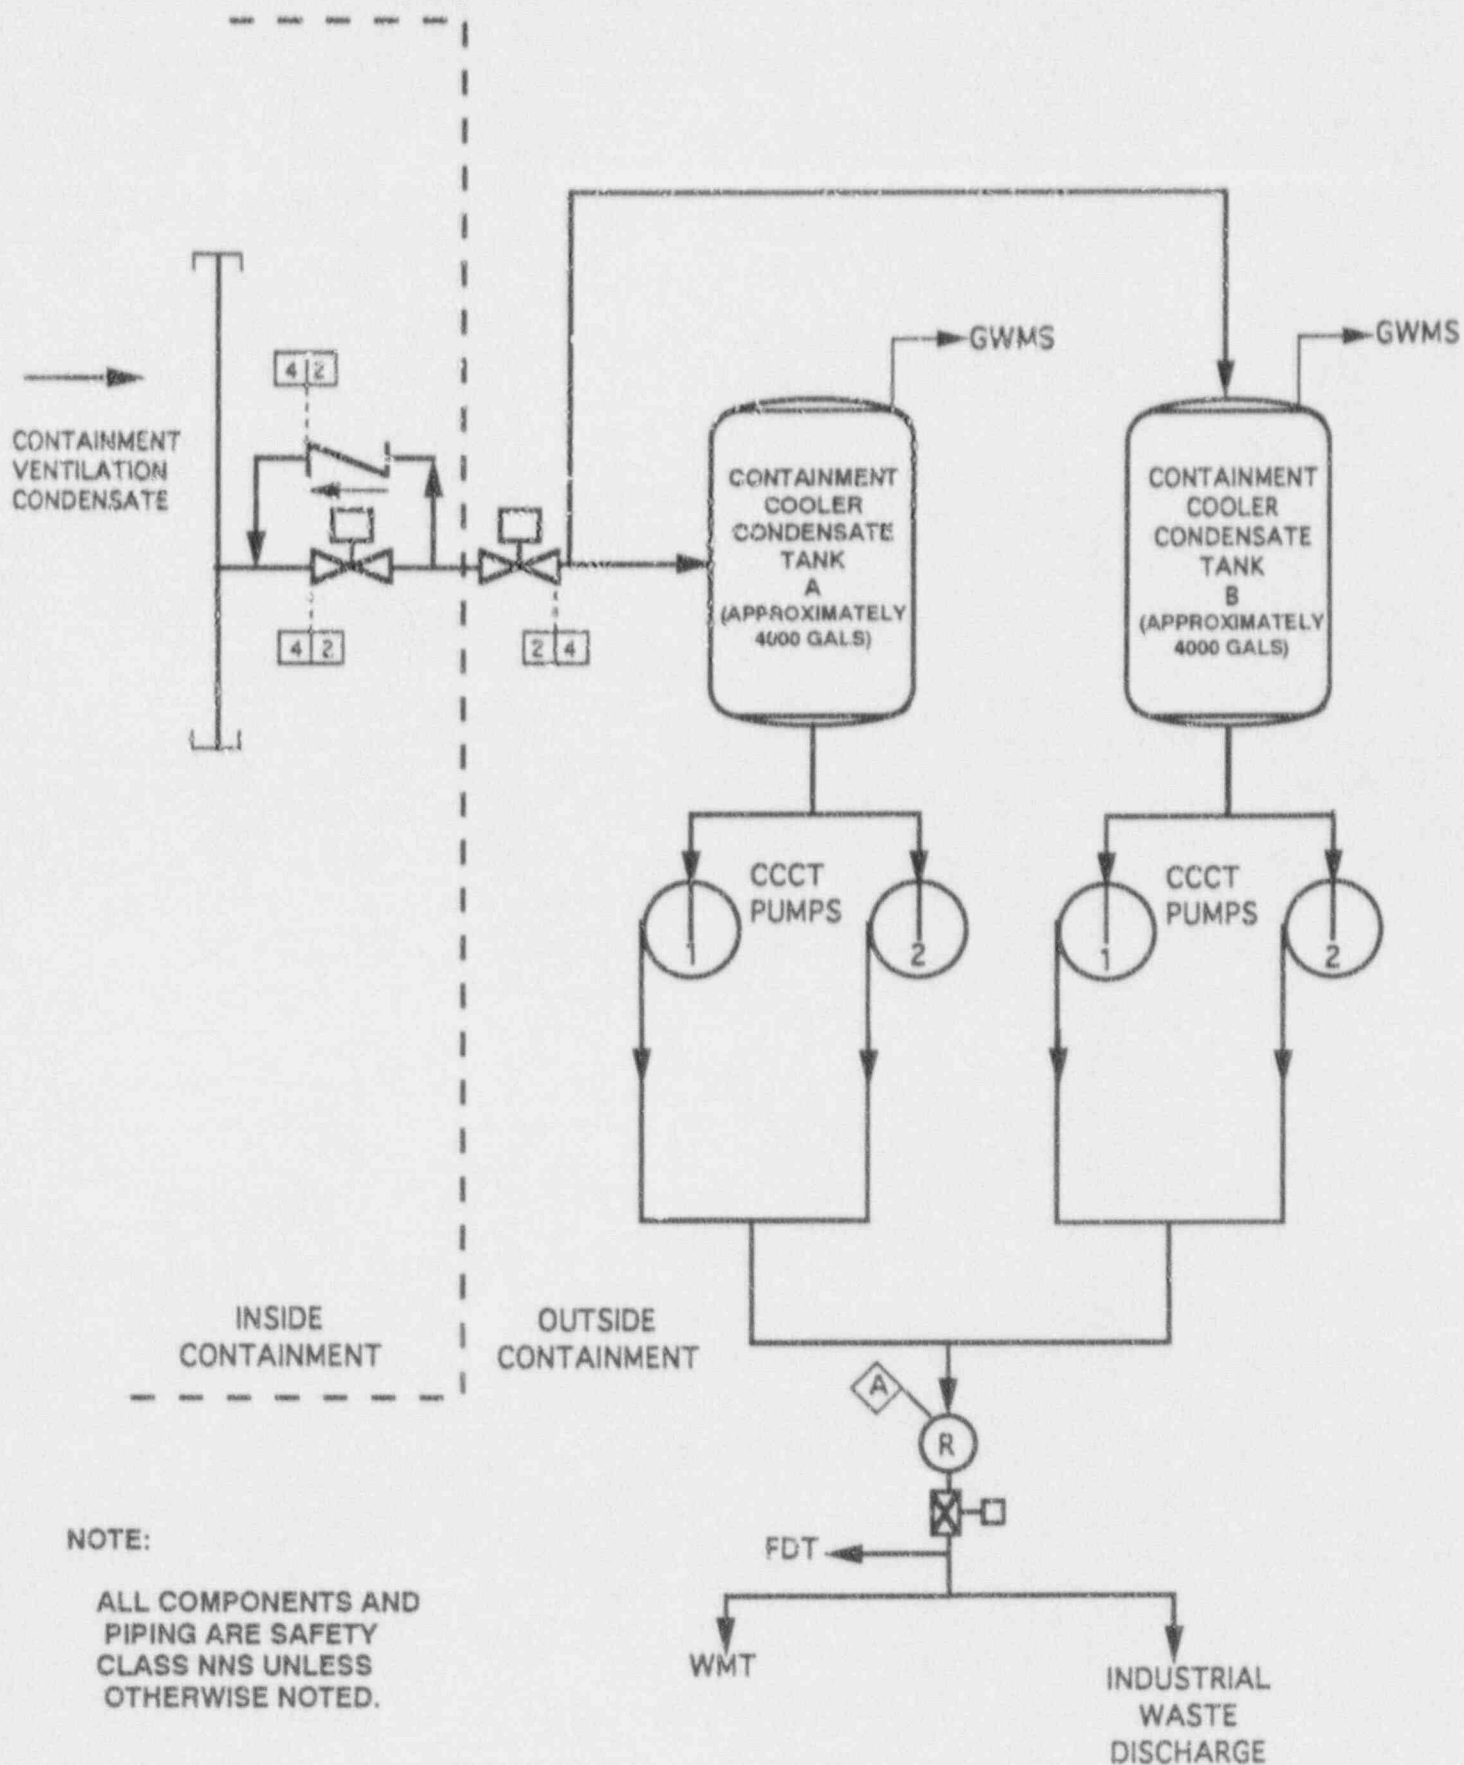 GWMS
GWMS
4 2
CONTAINMENT
VENTILATION
CONDENSATE
CONTAINMENT
COOLER
CONDENSATE
TANK
A
(APPROXIMATELY
4000 GALS)
CONTAINMENT
COOLER
CONDENSATE
TANK
B
(APPROXIMATELY
4000 GALS)
4 2
2 4
CCCT
PUMPS
1
2
CCCT
PUMPS
1
2
INSIDE
CONTAINMENT
OUTSIDE
CONTAINMENT
A
R
FDT
NOTE:
ALL COMPONENTS AND
PIPING ARE SAFETY
CLASS NNS UNLESS
OTHERWISE NOTED.
WMT
INDUSTRIAL
WASTE
DISCHARGE